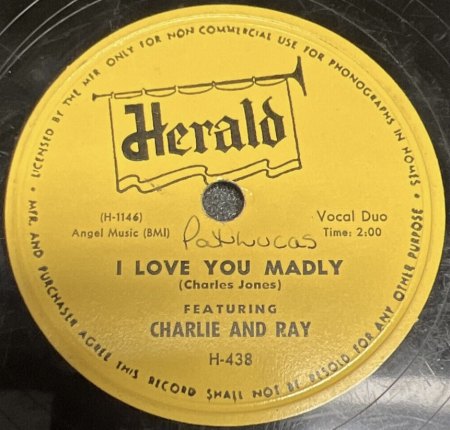 LICENSED BY THE MFR ONLY FOR NON COMMERCIAL USE FOR PHONOGRAPHS IN HOMES •
Herald
(H-1146)
Vocal Duo
Angel Music (BMI)
Time: 2:00
I LOVE YOU MADLY
(Charles Jones)
FEATURING
CHARLIE AND RAY
H-438
• MFR. AND PURCHASER AGREE THIS RECORD SHALL NOT BE RESOLD FOR ANY OTHER PURPOSE •